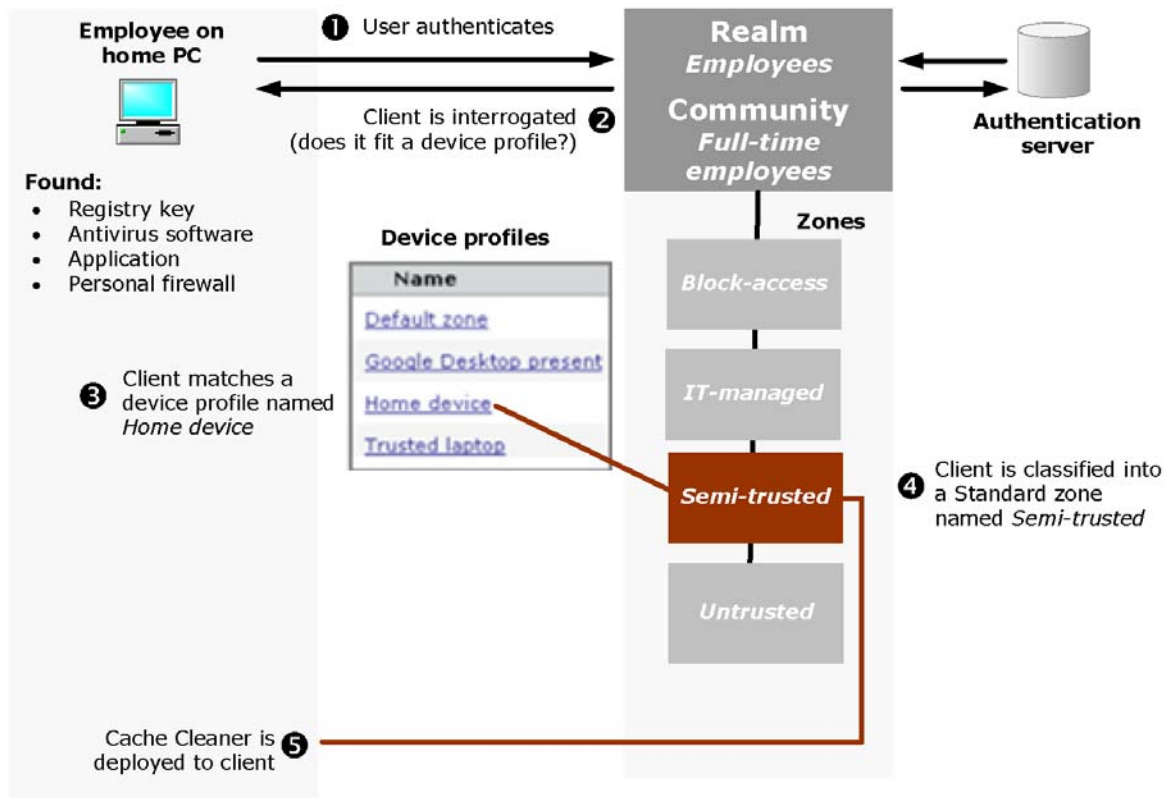 Employee on
home PC
❶ User authenticates
Realm
Employees
Community
Full-time
employees
Authentication
server
Client is interrogated ❷
(does it fit a device profile?)
Found:
• Registry key
• Antivirus software
• Application
• Personal firewall
Device profiles
Name
Default zone
Google Desktop present
Home device
Trusted laptop
❸ Client matches a
device profile named
Home device
Zones
Block-access
IT-managed
Semi-trusted
Untrusted
❹ Client is classified into
a Standard zone
named Semi-trusted
Cache Cleaner is ❺
deployed to client